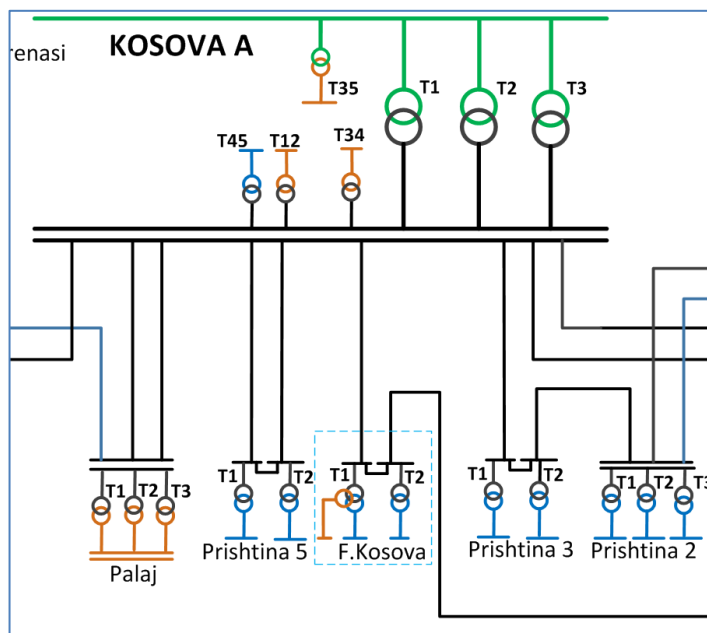 renasi
KOSOVA A
T35
T1
T2
T3
T45
T12
T34
T1
T2
T3
T1
T2
T1
T2
T1
T2
T1
T2
T3
Palaj
Prishtina 5
F.Kosova
Prishtina 3
Prishtina 2